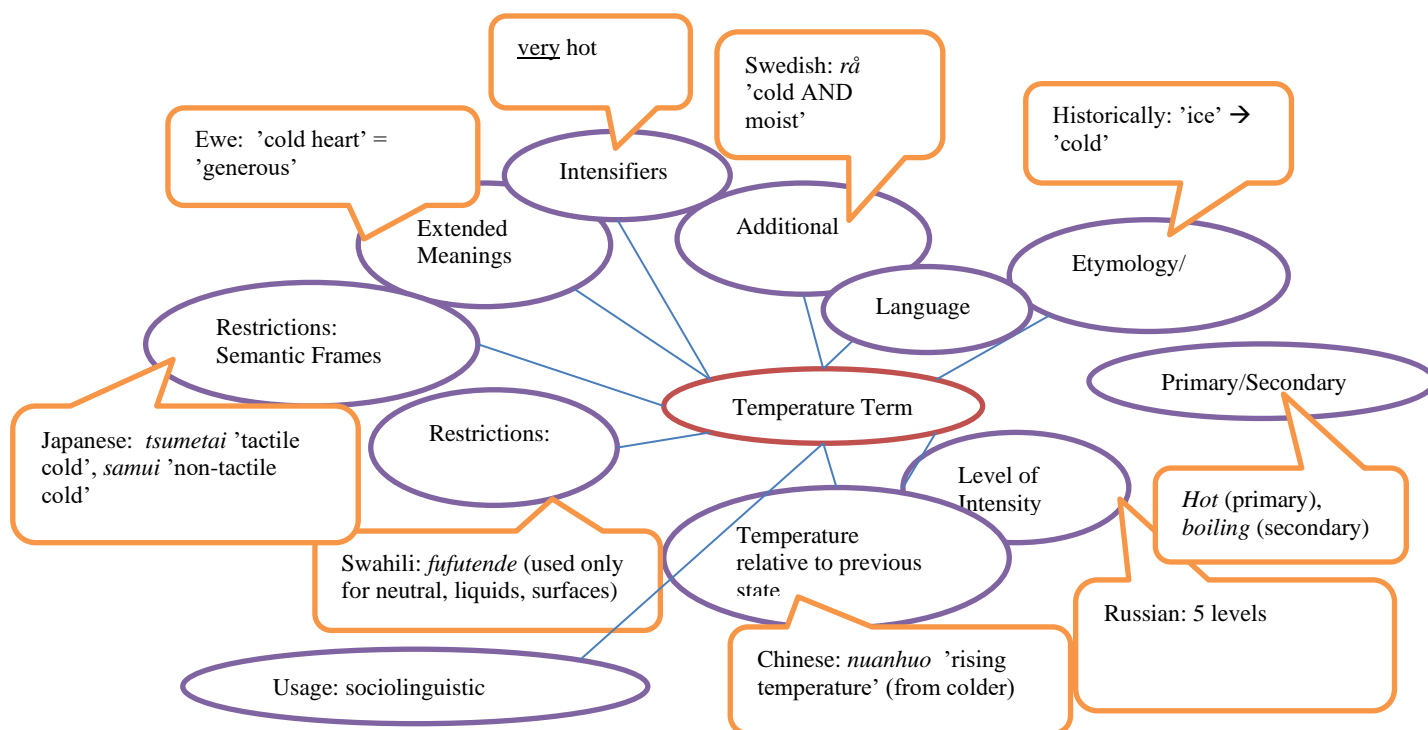 very hot
Swedish: rå
’cold AND
moist’
Historically: ’ice’ →
’cold’
Ewe: ’cold heart’ =
’generous’
Intensifiers
Extended
Meanings
Additional
Etymology/
Language
Restrictions:
Semantic Frames
Primary/Secondary
Temperature Term
Japanese: tsumetai ’tactile
cold’, samui ’non-tactile
cold’
Restrictions:
Level of
Intensity
Hot (primary),
boiling (secondary)
Temperature
relative to previous
state
Swahili: fufutende (used only
for neutral, liquids, surfaces)
Russian: 5 levels
Chinese: nuanhuo ’rising
temperature’ (from colder)
Usage: sociolinguistic